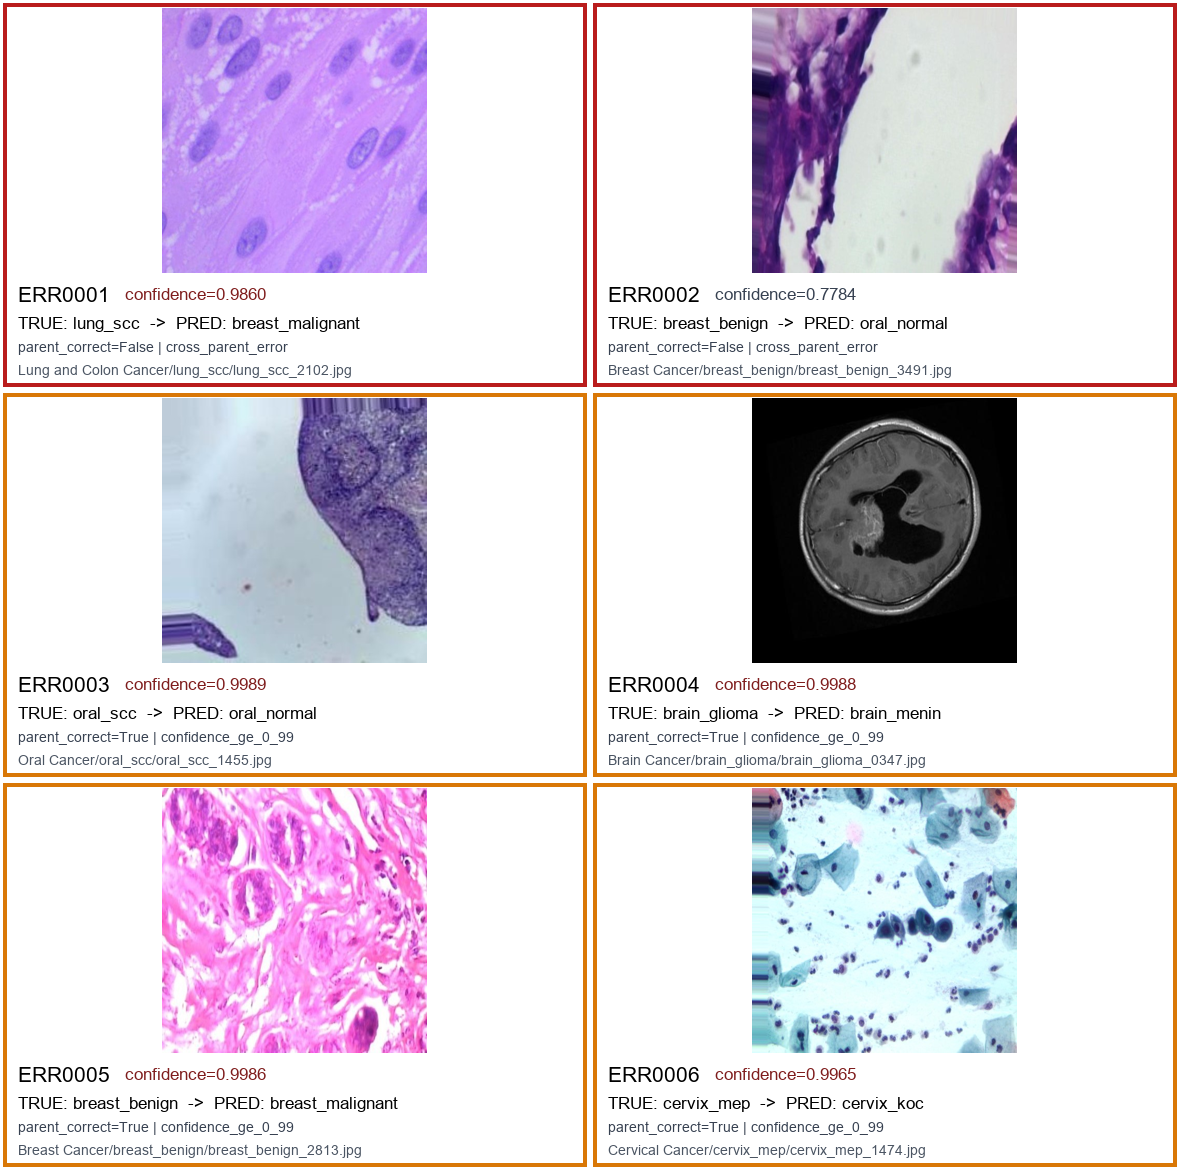 ERR0001 confidence=0.9860
TRUE: lung_scc -> PRED: breast_malignant
parent_correct=False | cross_parent_error
Lung and Colon Cancer/lung_scc/lung_scc_2102.jpg
ERR0002 confidence=0.7784
TRUE: breast_benign -> PRED: oral_normal
parent_correct=False | cross_parent_error
Breast Cancer/breast_benign/breast_benign_3491.jpg
ERR0003 confidence=0.9989
TRUE: oral_scc -> PRED: oral_normal
parent_correct=True | confidence_ge_0_99
Oral Cancer/oral_scc/oral_scc_1455.jpg
ERR0004 confidence=0.9988
TRUE: brain_glioma -> PRED: brain_menin
parent_correct=True | confidence_ge_0_99
Brain Cancer/brain_glioma/brain_glioma_0347.jpg
ERR0005 confidence=0.9986
TRUE: breast_benign -> PRED: breast_malignant
parent_correct=True | confidence_ge_0_99
Breast Cancer/breast_benign/breast_benign_2813.jpg
ERR0006 confidence=0.9965
TRUE: cervix_mep -> PRED: cervix_koc
parent_correct=True | confidence_ge_0_99
Cervical Cancer/cervix_mep/cervix_mep_1474.jpg